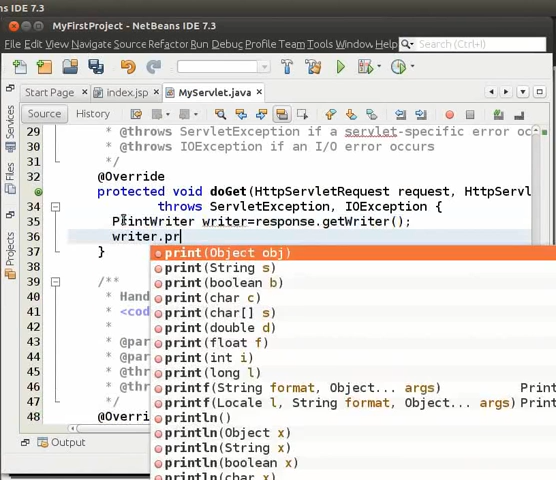 s IDE 7.3
MyFirstProject - NetBeans IDE 7.3
File Edit View Navigate Source Refactor Run Debug Profile Team Tools Window Help Search (Ctrl+I)
Start Page index.jsp MyServlet.java
Source History
Services
Files
Projects
29 * @throws ServletException if a servlet-specific error oc
30 * @throws IOException if an I/O error occurs
31 */
32 @Override
protected void doGet(HttpServletRequest request, HttpServl
34 throws ServletException, IOException {
35 PrintWriter writer=response.getWriter();
36 writer.pr
37 }
print(Object obj)
print(String s)
39 /**
print(boolean b)
40 * Hand
print(char c)
41 * <cod
print(char[] s)
42 *
print(double d)
43 * @par
print(float f)
44 * @par
print(int i)
45 * @thr
print(long l)
46 * @thr
printf(String format, Object... args) Print
47 */
printf(Locale l, String format, Object... args) Print
48 @Overri
println()
println(Object x)
Output
println(String x)
println(boolean x)
println(char x)